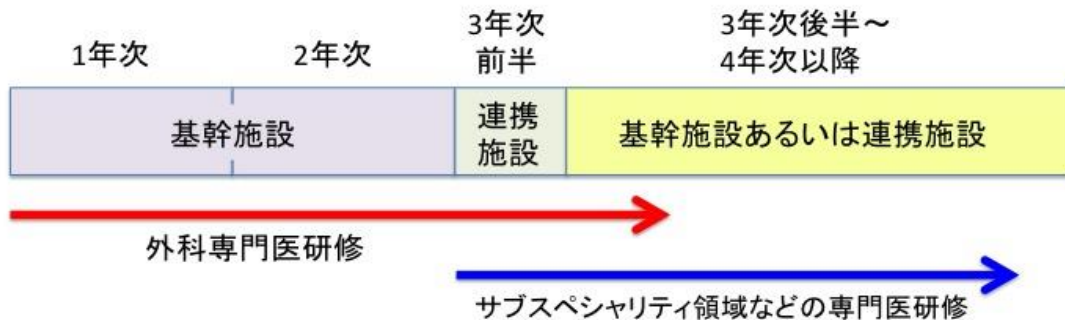 1年次
2年次
3年次
前半
3年次後半～
4年次以降
基幹施設
連携
施設
基幹施設あるいは連携施設
外科専門医研修
サブスペシャリティ領域などの専門医研修